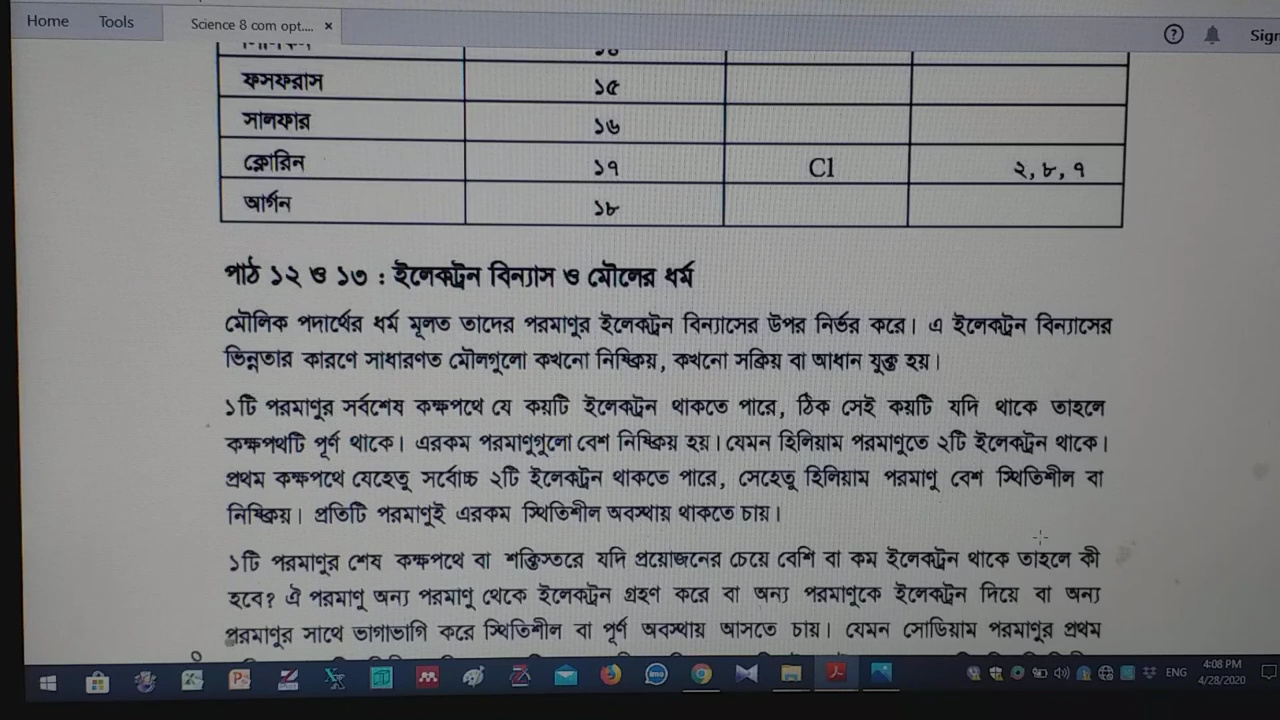 Home Tools Science 8 com opt.... × Sign
ফসফরাস ১৫
সালফার ১৬
ক্লোরিন ১৭ Cl ২, ৮, ৭
আর্গন ১৮
পাঠ ১২ ও ১৩ : ইলেকট্রন বিন্যাস ও মৌলের ধর্ম
মৌলিক পদার্থের ধর্ম মূলত তাদের পরমাণুর ইলেকট্রন বিন্যাসের উপর নির্ভর করে। এ ইলেকট্রন বিন্যাসের
ভিন্নতার কারণে সাধারণত মৌলগুলো কখনো নিষ্ক্রিয়, কখনো সক্রিয় বা আধান যুক্ত হয়।
১টি পরমাণুর সর্বশেষ কক্ষপথে যে কয়টি ইলেকট্রন থাকতে পারে, ঠিক সেই কয়টি যদি থাকে তাহলে
কক্ষপথটি পূর্ণ থাকে। এরকম পরমাণুগুলো বেশ নিষ্ক্রিয় হয়। যেমন হিলিয়াম পরমাণুতে ২টি ইলেকট্রন থাকে।
প্রথম কক্ষপথে যেহেতু সর্বোচ্চ ২টি ইলেকট্রন থাকতে পারে, সেহেতু হিলিয়াম পরমাণু বেশ স্থিতিশীল বা
নিষ্ক্রিয়। প্রতিটি পরমাণুই এরকম স্থিতিশীল অবস্থায় থাকতে চায়।
১টি পরমাণুর শেষ কক্ষপথে বা শক্তিস্তরে যদি প্রয়োজনের চেয়ে বেশি বা কম ইলেকট্রন থাকে তাহলে কী
হবে? ঐ পরমাণু অন্য পরমাণু থেকে ইলেকট্রন গ্রহণ করে বা অন্য পরমাণুকে ইলেকট্রন দিয়ে বা অন্য
পরমাণুর সাথে ভাগাভাগি করে স্থিতিশীল বা পূর্ণ অবস্থায় আসতে চায়। যেমন সোডিয়াম পরমাণুর প্রথম
ENG 4:08 PM
4/28/2020